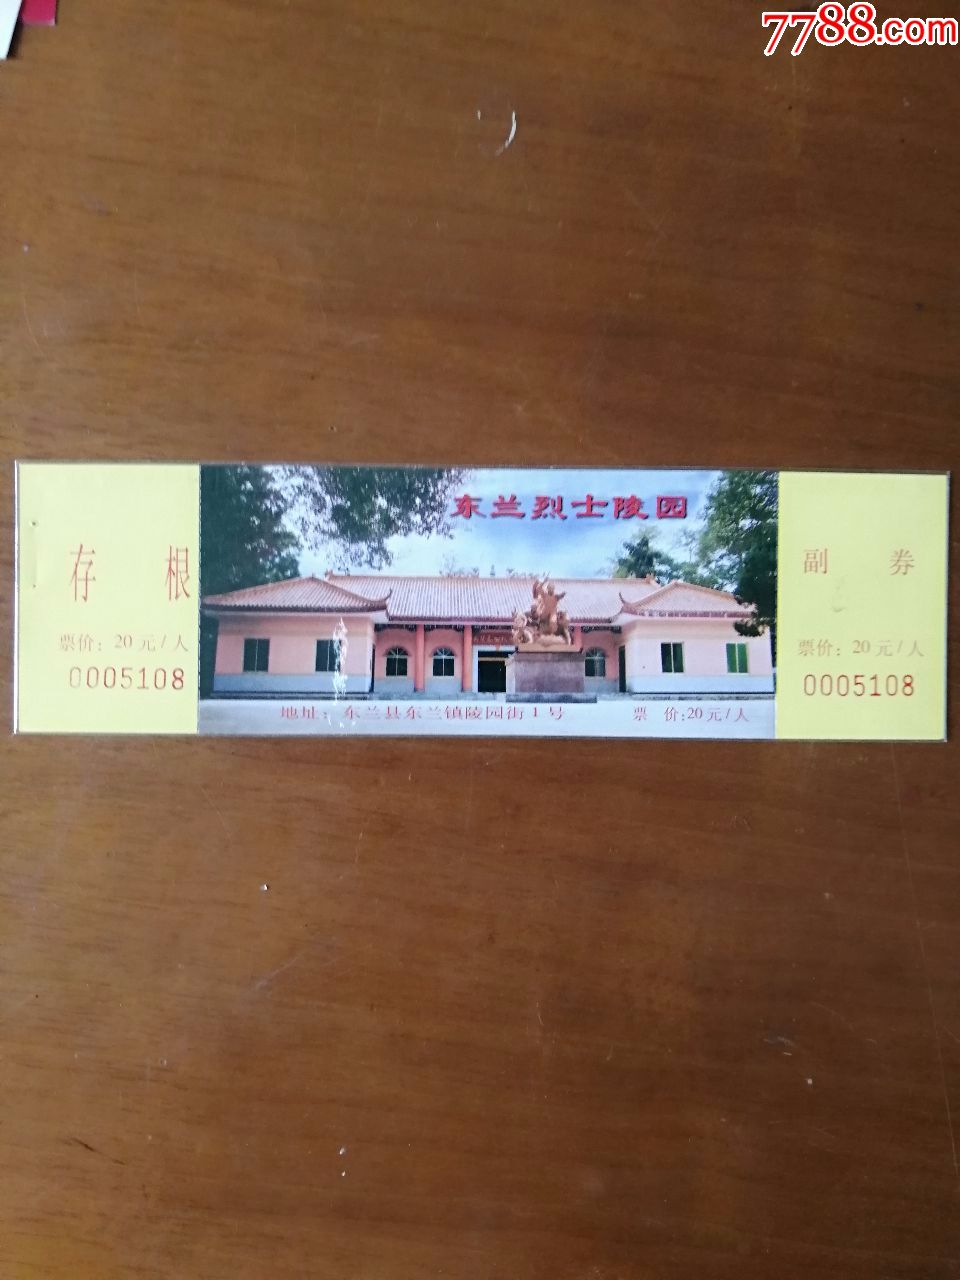 7788.com
东兰烈士陵园
存根
票价：20元/人
0005108
地址：东兰县东兰镇陵园街1号
票 价：20元/人
副券
票价：20元/人
0005108